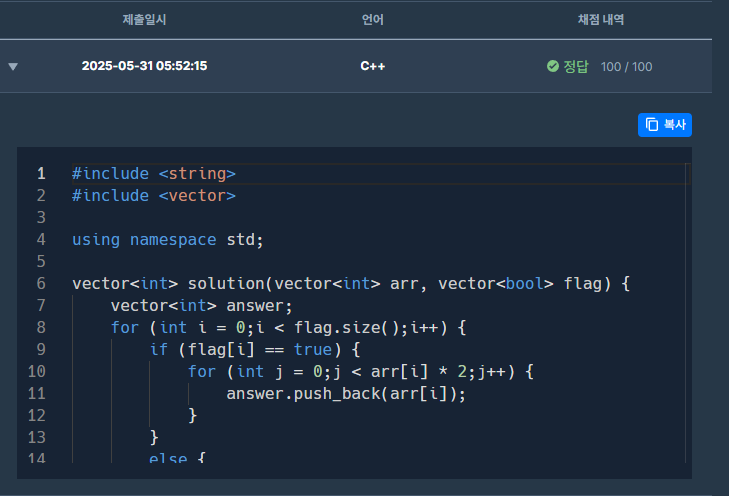 제출일시 언어 채점 내역
2025-05-31 05:52:15 C++ 정답 100 / 100
복사
1 #include <string>
2 #include <vector>
3
4 using namespace std;
5
6 vector<int> solution(vector<int> arr, vector<bool> flag) {
7     vector<int> answer;
8     for (int i = 0;i < flag.size();i++) {
9         if (flag[i] == true) {
10             for (int j = 0;j < arr[i] * 2;j++) {
11                 answer.push_back(arr[i]);
12             }
13         }
14         else {